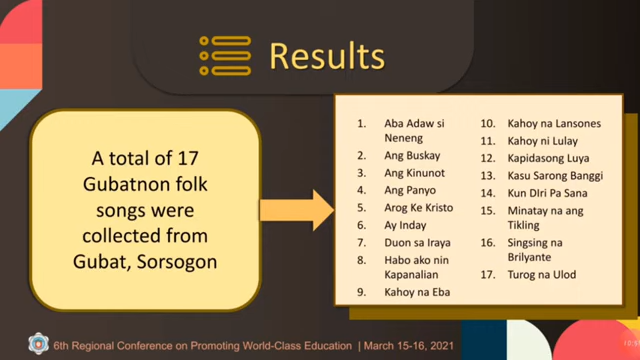 Results
A total of 17
Gubatnon folk
songs were
collected from
Gubat, Sorsogon
1. Aba Adaw si
Neneng
2. Ang Buskay
3. Ang Kinunot
4. Ang Panyo
5. Arog Ke Kristo
6. Ay Inday
7. Duon sa Iraya
8. Habo ako nin
Kapanalian
9. Kahoy na Eba
10. Kahoy na Lansones
11. Kahoy ni Lulay
12. Kapidasong Luya
13. Kasu Sarong Banggi
14. Kun DIri Pa Sana
15. Minatay na ang
Tikling
16. Singsing na
Brilyante
17. Turog na Ulod
6th Regional Conference on Promoting World-Class Education | March 15-16, 2021